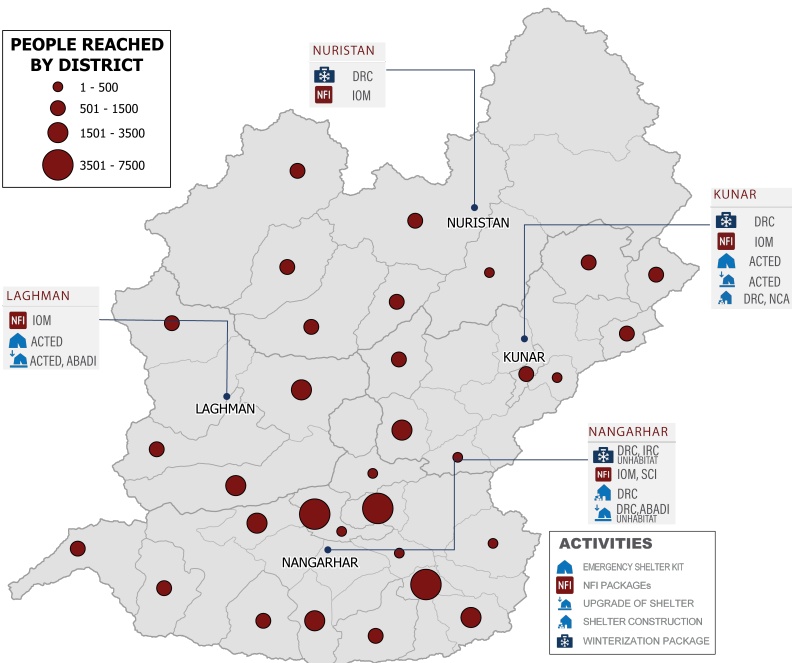 PEOPLE REACHED
BY DISTRICT
1 - 500
501 - 1500
1501 - 3500
3501 - 7500
NURISTAN
DRC
NFI IOM
NURISTAN
KUNAR
DRC
NFI IOM
ACTED
ACTED
DRC, NCA
LAGHMAN
NFI IOM
ACTED
ACTED, ABADI
KUNAR
LAGHMAN
NANGARHAR
DRC, IRC
UNHABITAT
NFI IOM, SCI
DRC
DRC,ABADI
UNHABITAT
NANGARHAR
ACTIVITIES
EMERGENCY SHELTER KIT
NFI NFI PACKAGEs
UPGRADE OF SHELTER
SHELTER CONSTRUCTION
WINTERIZATION PACKAGE